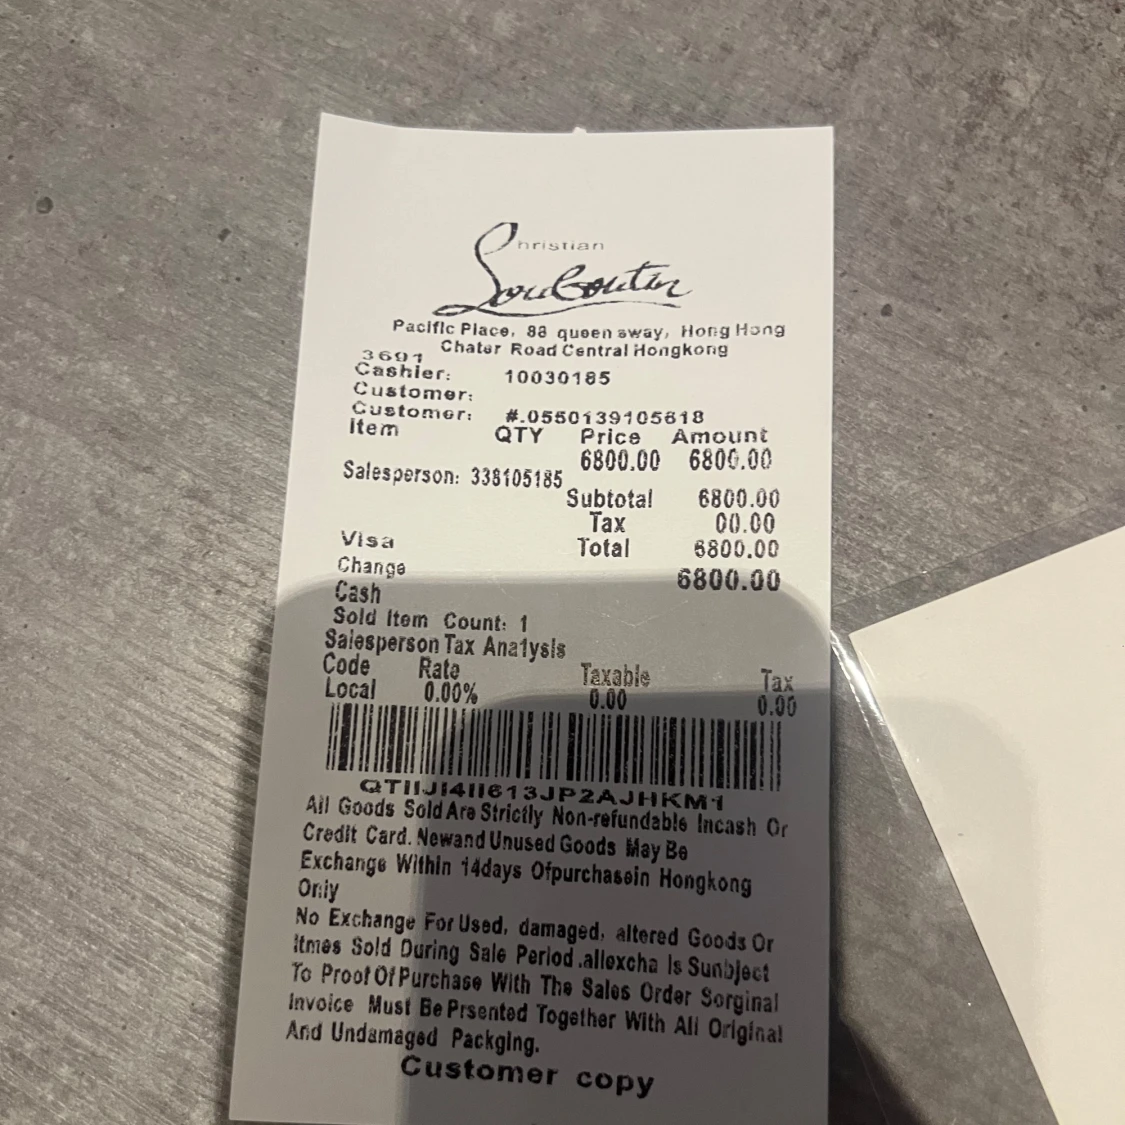 Christian
Louboutin
Pacific Place, 88 queensway, Hong Hong
Chater Road Central Hongkong
3691
Cashier: 10030185
Customer:
Customer: #.0550139105618
Item QTY Price Amount
6800.00 6800.00
Salesperson: 338105185
Subtotal 6800.00
Tax 00.00
Visa Total 6800.00
Change 6800.00
Cash
Sold Item Count: 1
Salesperson Tax Ana1ysis
Code Rate Taxable Tax
Local 0.00% 0.00 0.00
QTIIJI4II613JP2AJHKM1
All Goods Sold Are Strictly Non-refundable Incash Or
Credit Card. Newand Unused Goods May Be
Exchange Within 14days Ofpurchasein Hongkong
Only
No Exchange For Used, damaged, altered Goods Or
Itmes Sold During Sale Period .allexcha Is Sunbject
To Proof Of Purchase With The Sales Order Sorginal
Invoice Must Be Prsented Together With All Original
And Undamaged Packging.
Customer copy